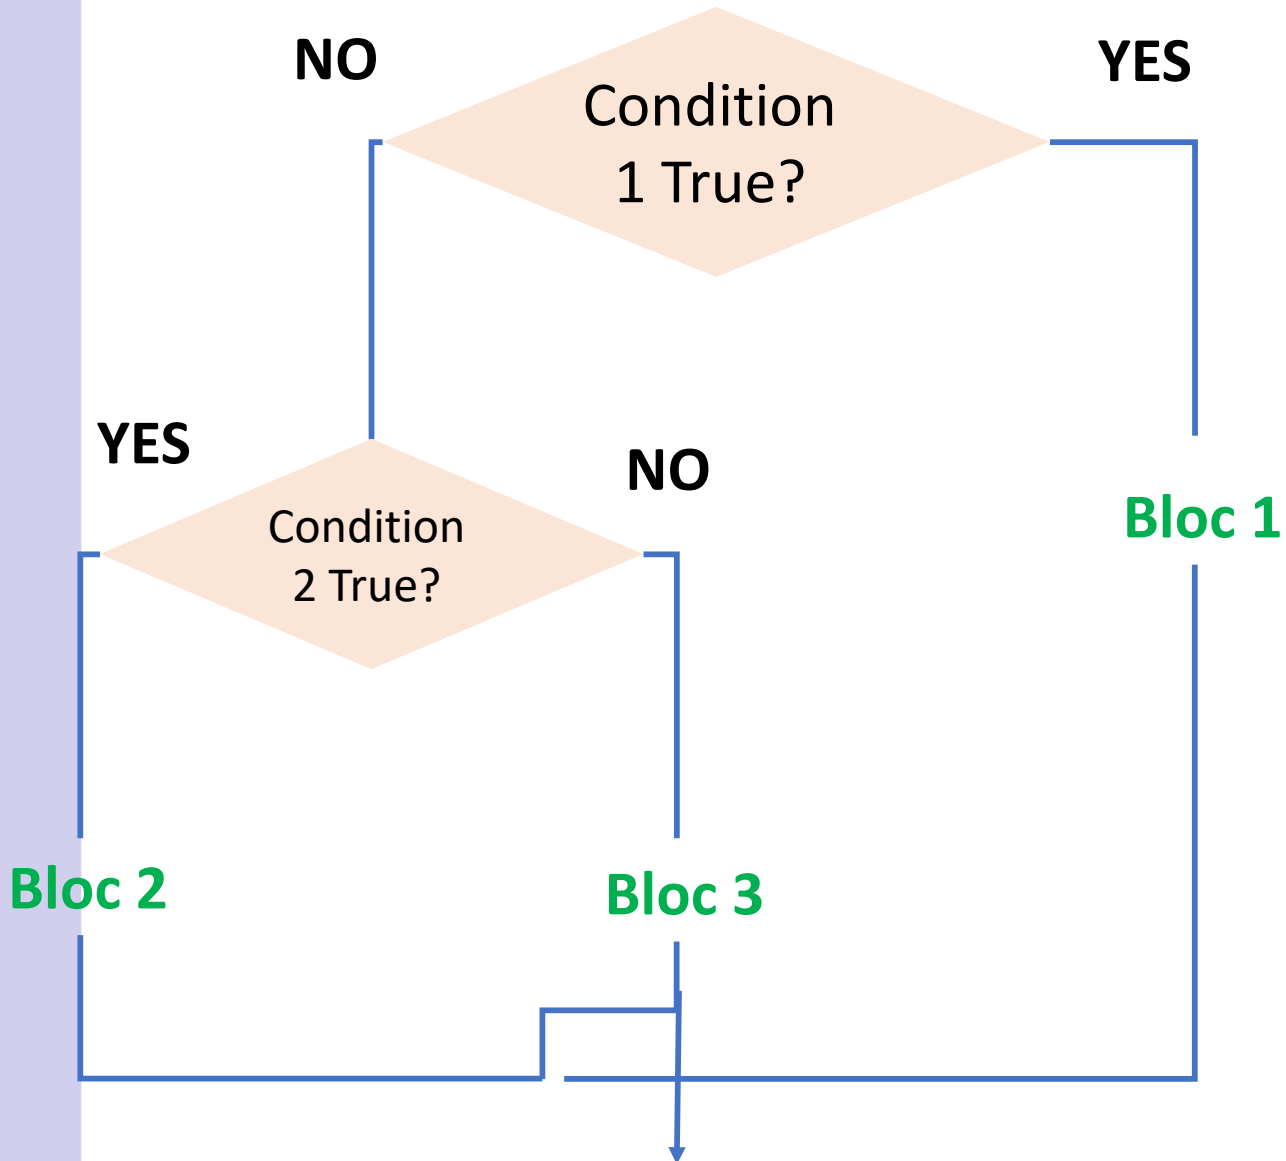 NO
YES
Condition
1 True?
YES
NO
Condition
2 True?
Bloc 1
Bloc 2
Bloc 3